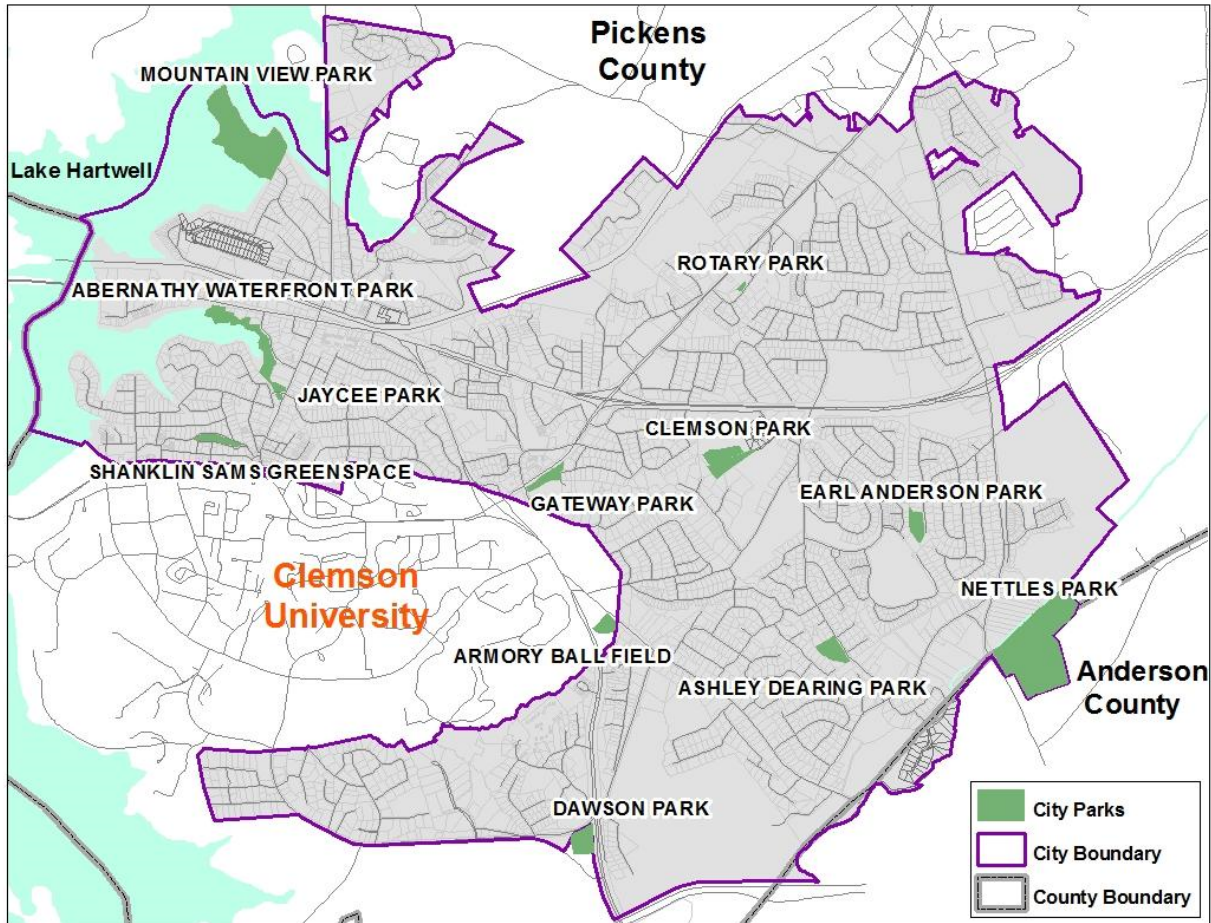 Pickens
County
MOUNTAIN VIEW PARK
Lake Hartwell
ROTARY PARK
ABERNATHY WATERFRONT PARK
JAYCEE PARK
CLEMSON PARK
SHANKLIN SAMS GREENSPACE
EARL ANDERSON PARK
GATEWAY PARK
Clemson
University
NETTLES PARK
ARMORY BALL FIELD
Anderson
County
ASHLEY DEARING PARK
DAWSON PARK
City Parks
City Boundary
County Boundary